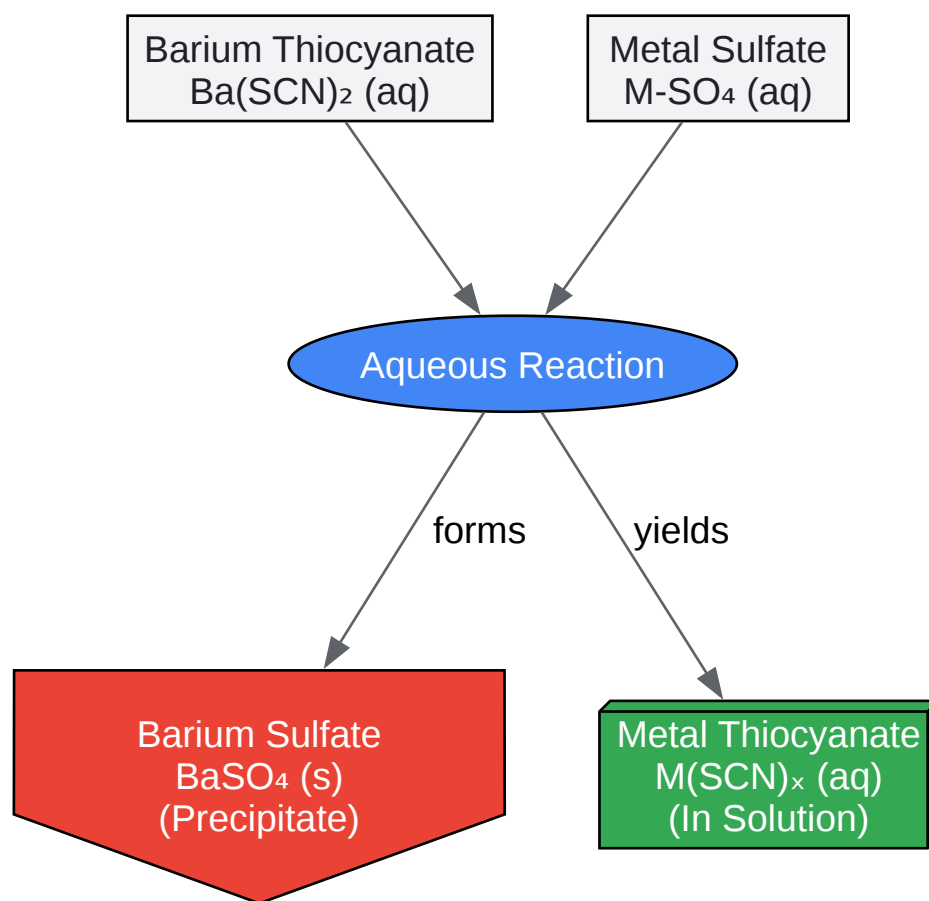 Barium Thiocyanate
Ba(SCN)₂ (aq)
Metal Sulfate
M-SO₄ (aq)
Aqueous Reaction
forms
yields
Barium Sulfate
BaSO₄ (s)
(Precipitate)
Metal Thiocyanate
M(SCN)ₓ (aq)
(In Solution)